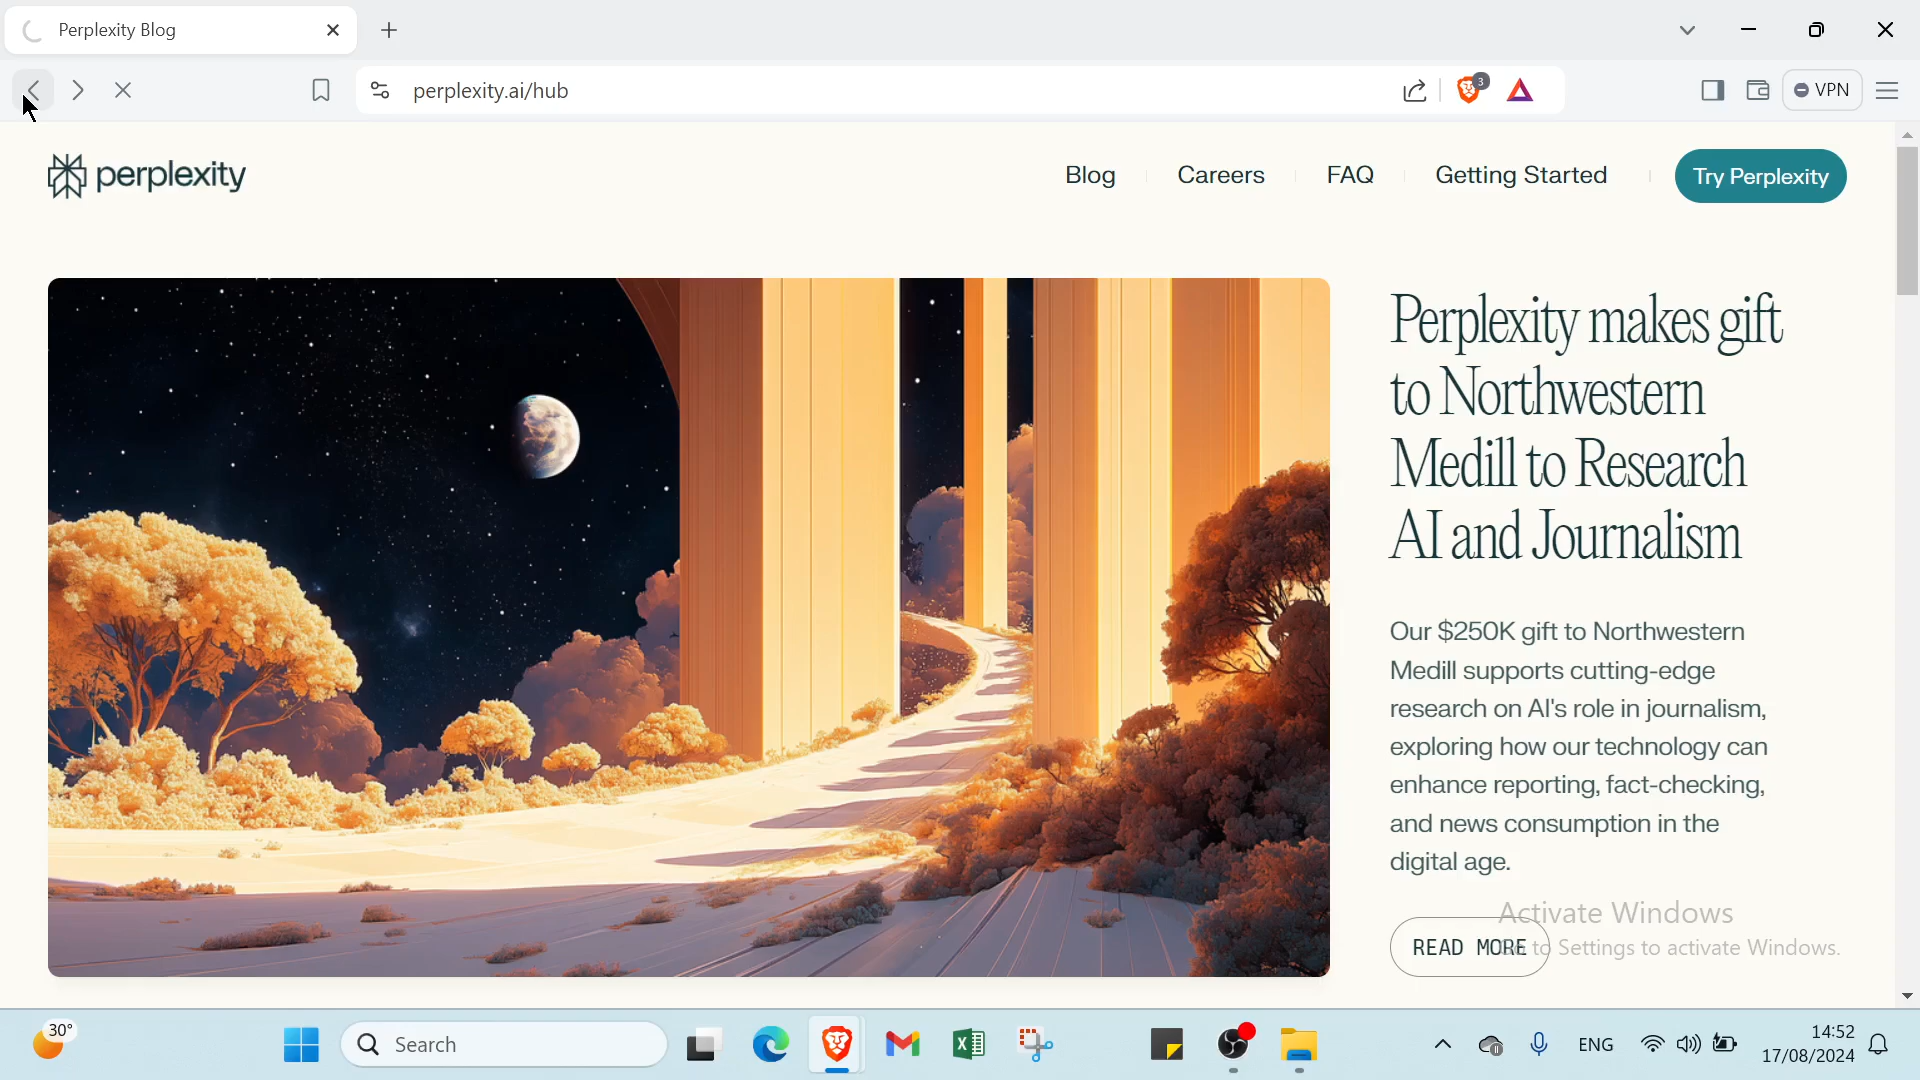 Perplexity Blog
perplexity.ai/hub
3
VPN
perplexity
Blog
Careers
FAQ
Getting Started
Try Perplexity
Perplexity makes gift
to Northwestern
Medill to Research
AI and Journalism
Our $250K gift to Northwestern
Medill supports cutting-edge
research on AI's role in journalism,
exploring how our technology can
enhance reporting, fact-checking,
and news consumption in the
digital age.
Activate Windows
READ MORE
to Settings to activate Windows.
30°
Search
ENG
14:52
17/08/2024